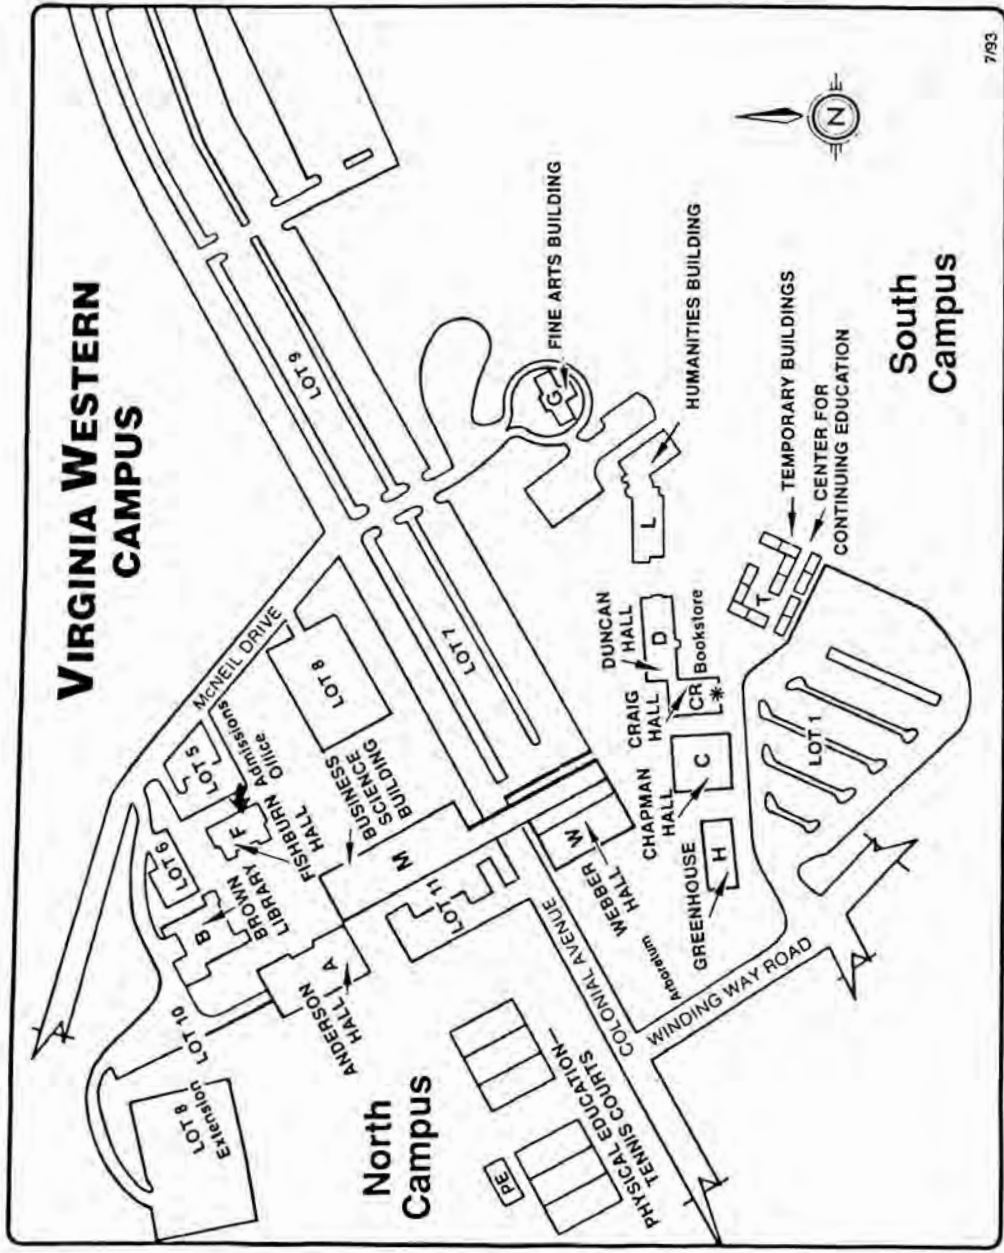 VIRGINIA WESTERN
CAMPUS
McNEIL DRIVE
LOT 5
LOT 6
F
B
Admissions
Office
FISHBURN
HALL
BROWN
LIBRARY
LOT 8
BUSINESS
SCIENCE
BUILDING
M
LOT 10
LOT 8
Extension
A
ANDERSON
HALL
LOT 11
LOT 9
LOT 7
North
Campus
PE
PHYSICAL EDUCATION
TENNIS COURTS
COLONIAL AVENUE
WINDING WAY ROAD
Arboretum
W
WEBBER
HALL
G
FINE ARTS BUILDING
L
HUMANITIES BUILDING
DUNCAN
HALL
D
CRAIG
HALL
CR
Bookstore
*
CHAPMAN
HALL
C
GREENHOUSE
H
T
TEMPORARY BUILDINGS
CENTER FOR
CONTINUING EDUCATION
LOT 1
South
Campus
N
7/93